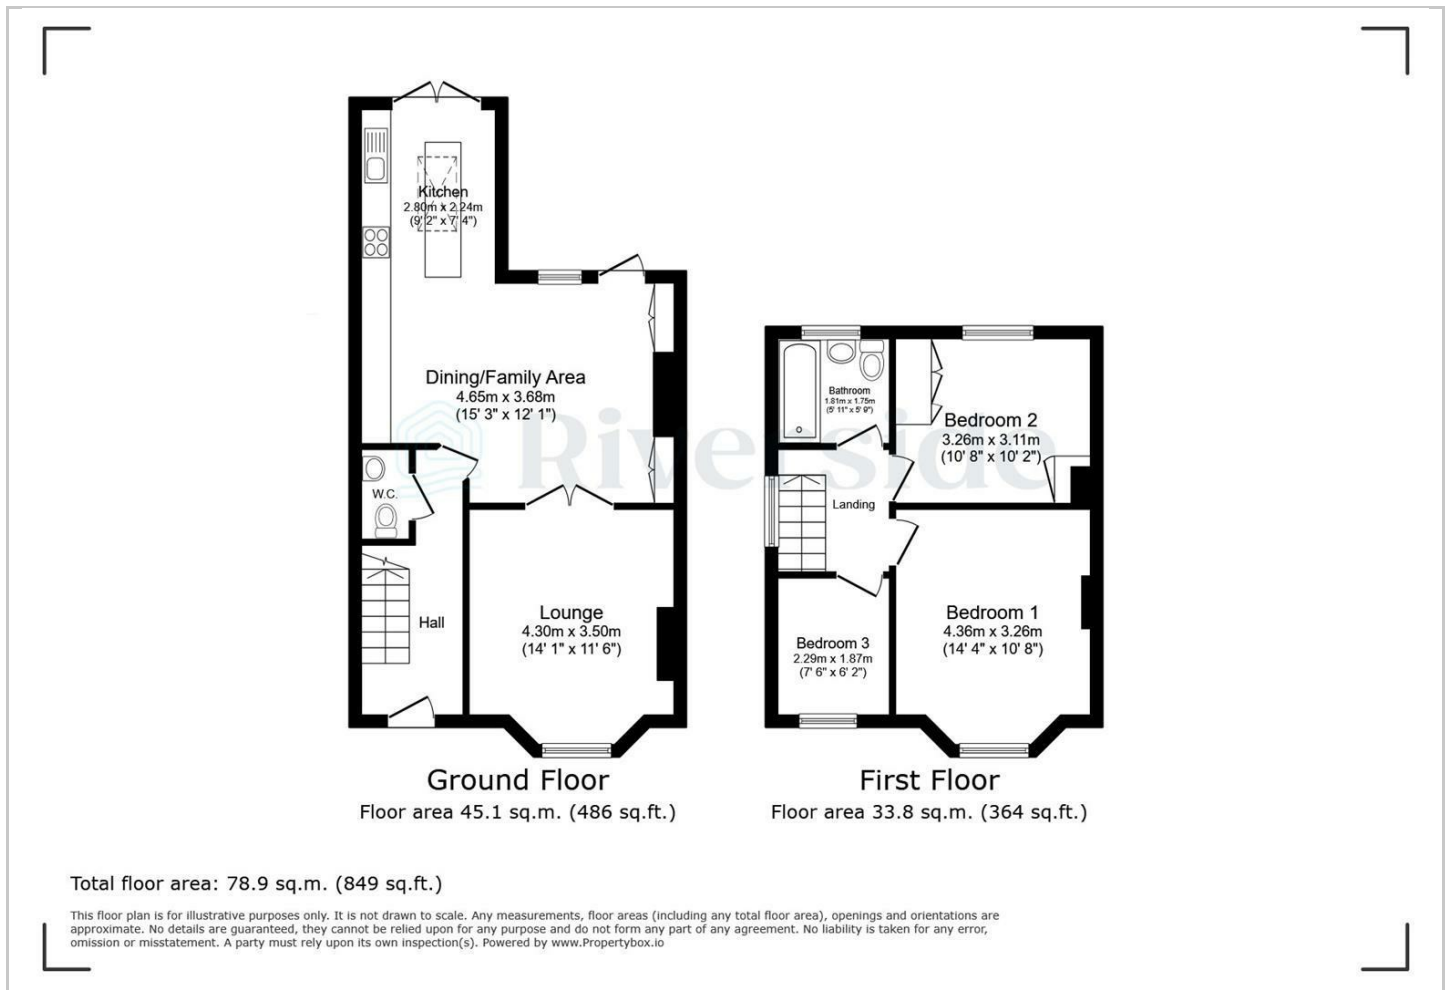 Kitchen
2.80m x 2.24m
(9' 2" x 7' 4")
Dining/Family Area
4.65m x 3.68m
(15' 3" x 12' 1")
W.C.
Hall
Lounge
4.30m x 3.50m
(14' 1" x 11' 6")
Ground Floor
Floor area 45.1 sq.m. (486 sq.ft.)
Riverside
Bathroom
1.81m x 1.75m
(5' 11" x 5' 9")
Bedroom 2
3.26m x 3.11m
(10' 8" x 10' 2")
Landing
Bedroom 3
2.29m x 1.87m
(7' 6" x 6' 2")
Bedroom 1
4.36m x 3.26m
(14' 4" x 10' 8")
First Floor
Floor area 33.8 sq.m. (364 sq.ft.)
Total floor area: 78.9 sq.m. (849 sq.ft.)
This floor plan is for illustrative purposes only. It is not drawn to scale. Any measurements, floor areas (including any total floor area), openings and orientations are
approximate. No details are guaranteed, they cannot be relied upon for any purpose and do not form any part of any agreement. No liability is taken for any error,
omission or misstatement. A party must rely upon its own inspection(s). Powered by www.Propertybox.io